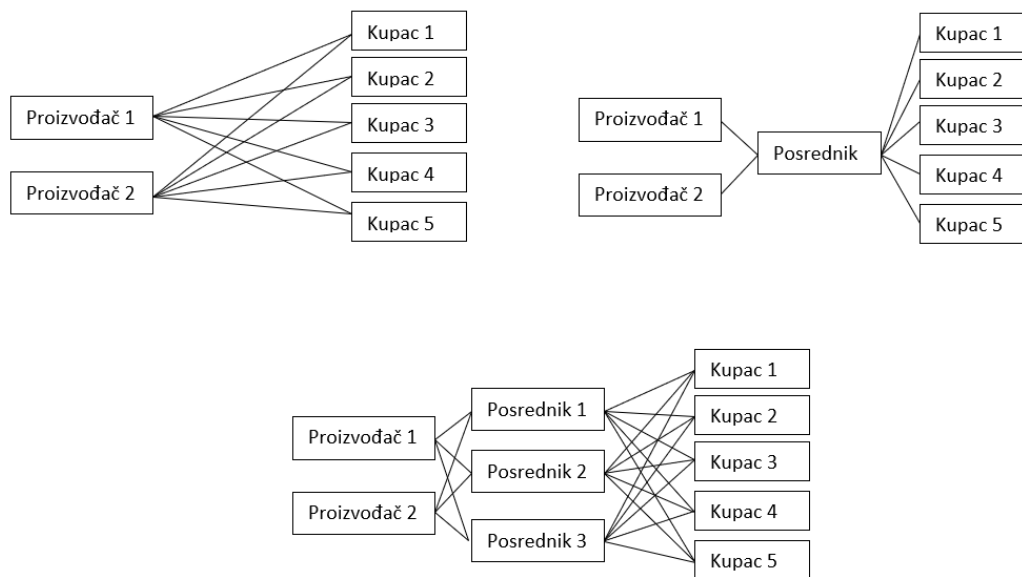 Proizvođač 1
Proizvođač 2
Kupac 1
Kupac 2
Kupac 3
Kupac 4
Kupac 5
Proizvođač 1
Proizvođač 2
Posrednik
Kupac 1
Kupac 2
Kupac 3
Kupac 4
Kupac 5
Proizvođač 1
Proizvođač 2
Posrednik 1
Posrednik 2
Posrednik 3
Kupac 1
Kupac 2
Kupac 3
Kupac 4
Kupac 5